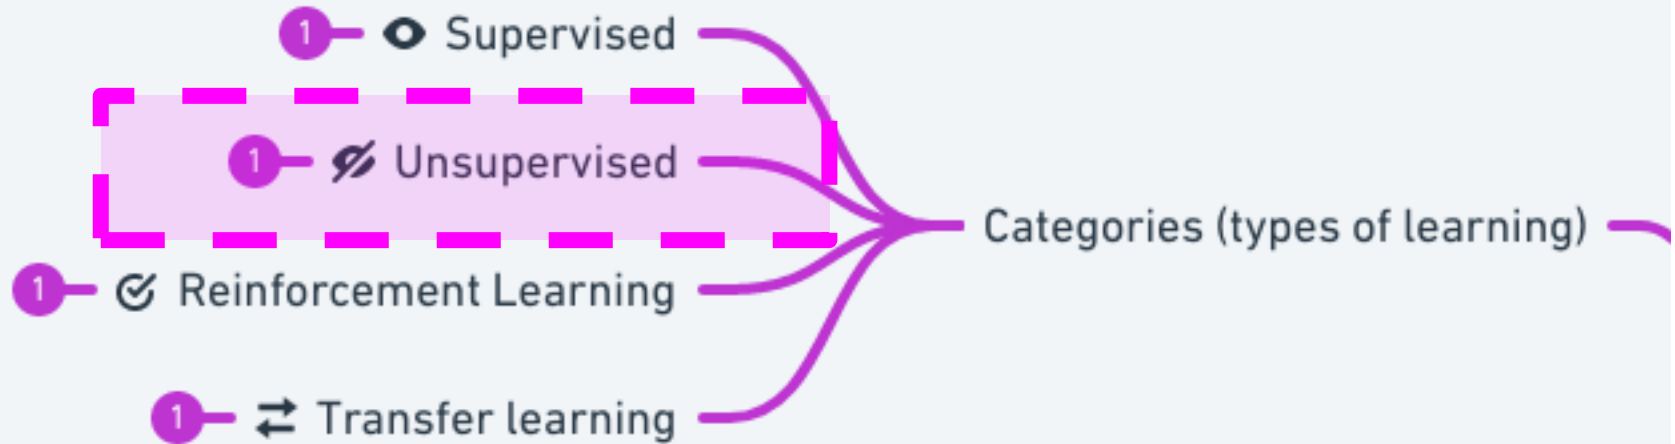 1 Supervised
1 Unsupervised
Categories (types of learning)
1 Reinforcement Learning
1 Transfer learning